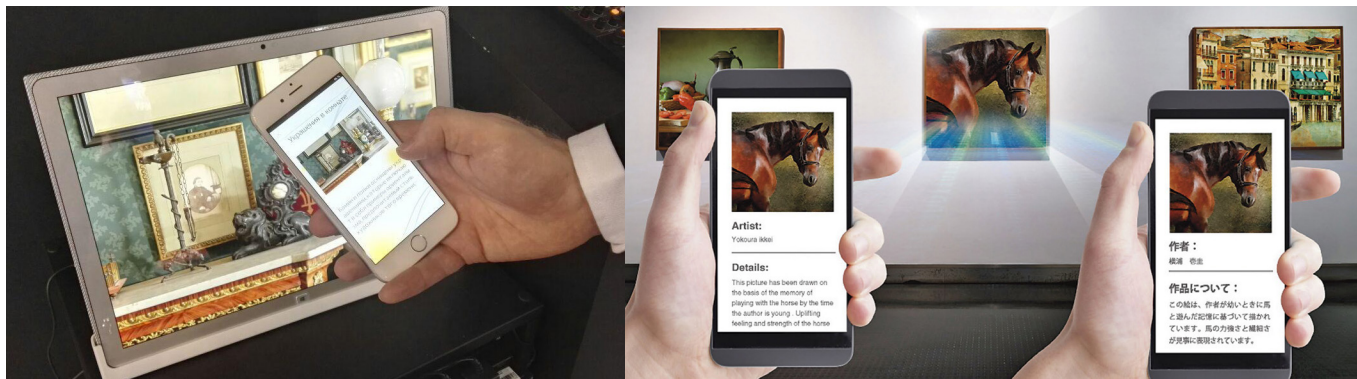 Украшения в комнате
Artist:
Yokoura Ikkei
Details:
This picture has been drawn on
the basis of the memory of
playing with the horse by the time
the author is young . Uplifting
feeling and strength of the horse
作者：
横浦　壱圭
作品について：
この絵は、作者が幼いときに馬
と遊んだ記憶に基づいて描かれ
ています。馬の力強さと繊細さ
が見事に表現されています。